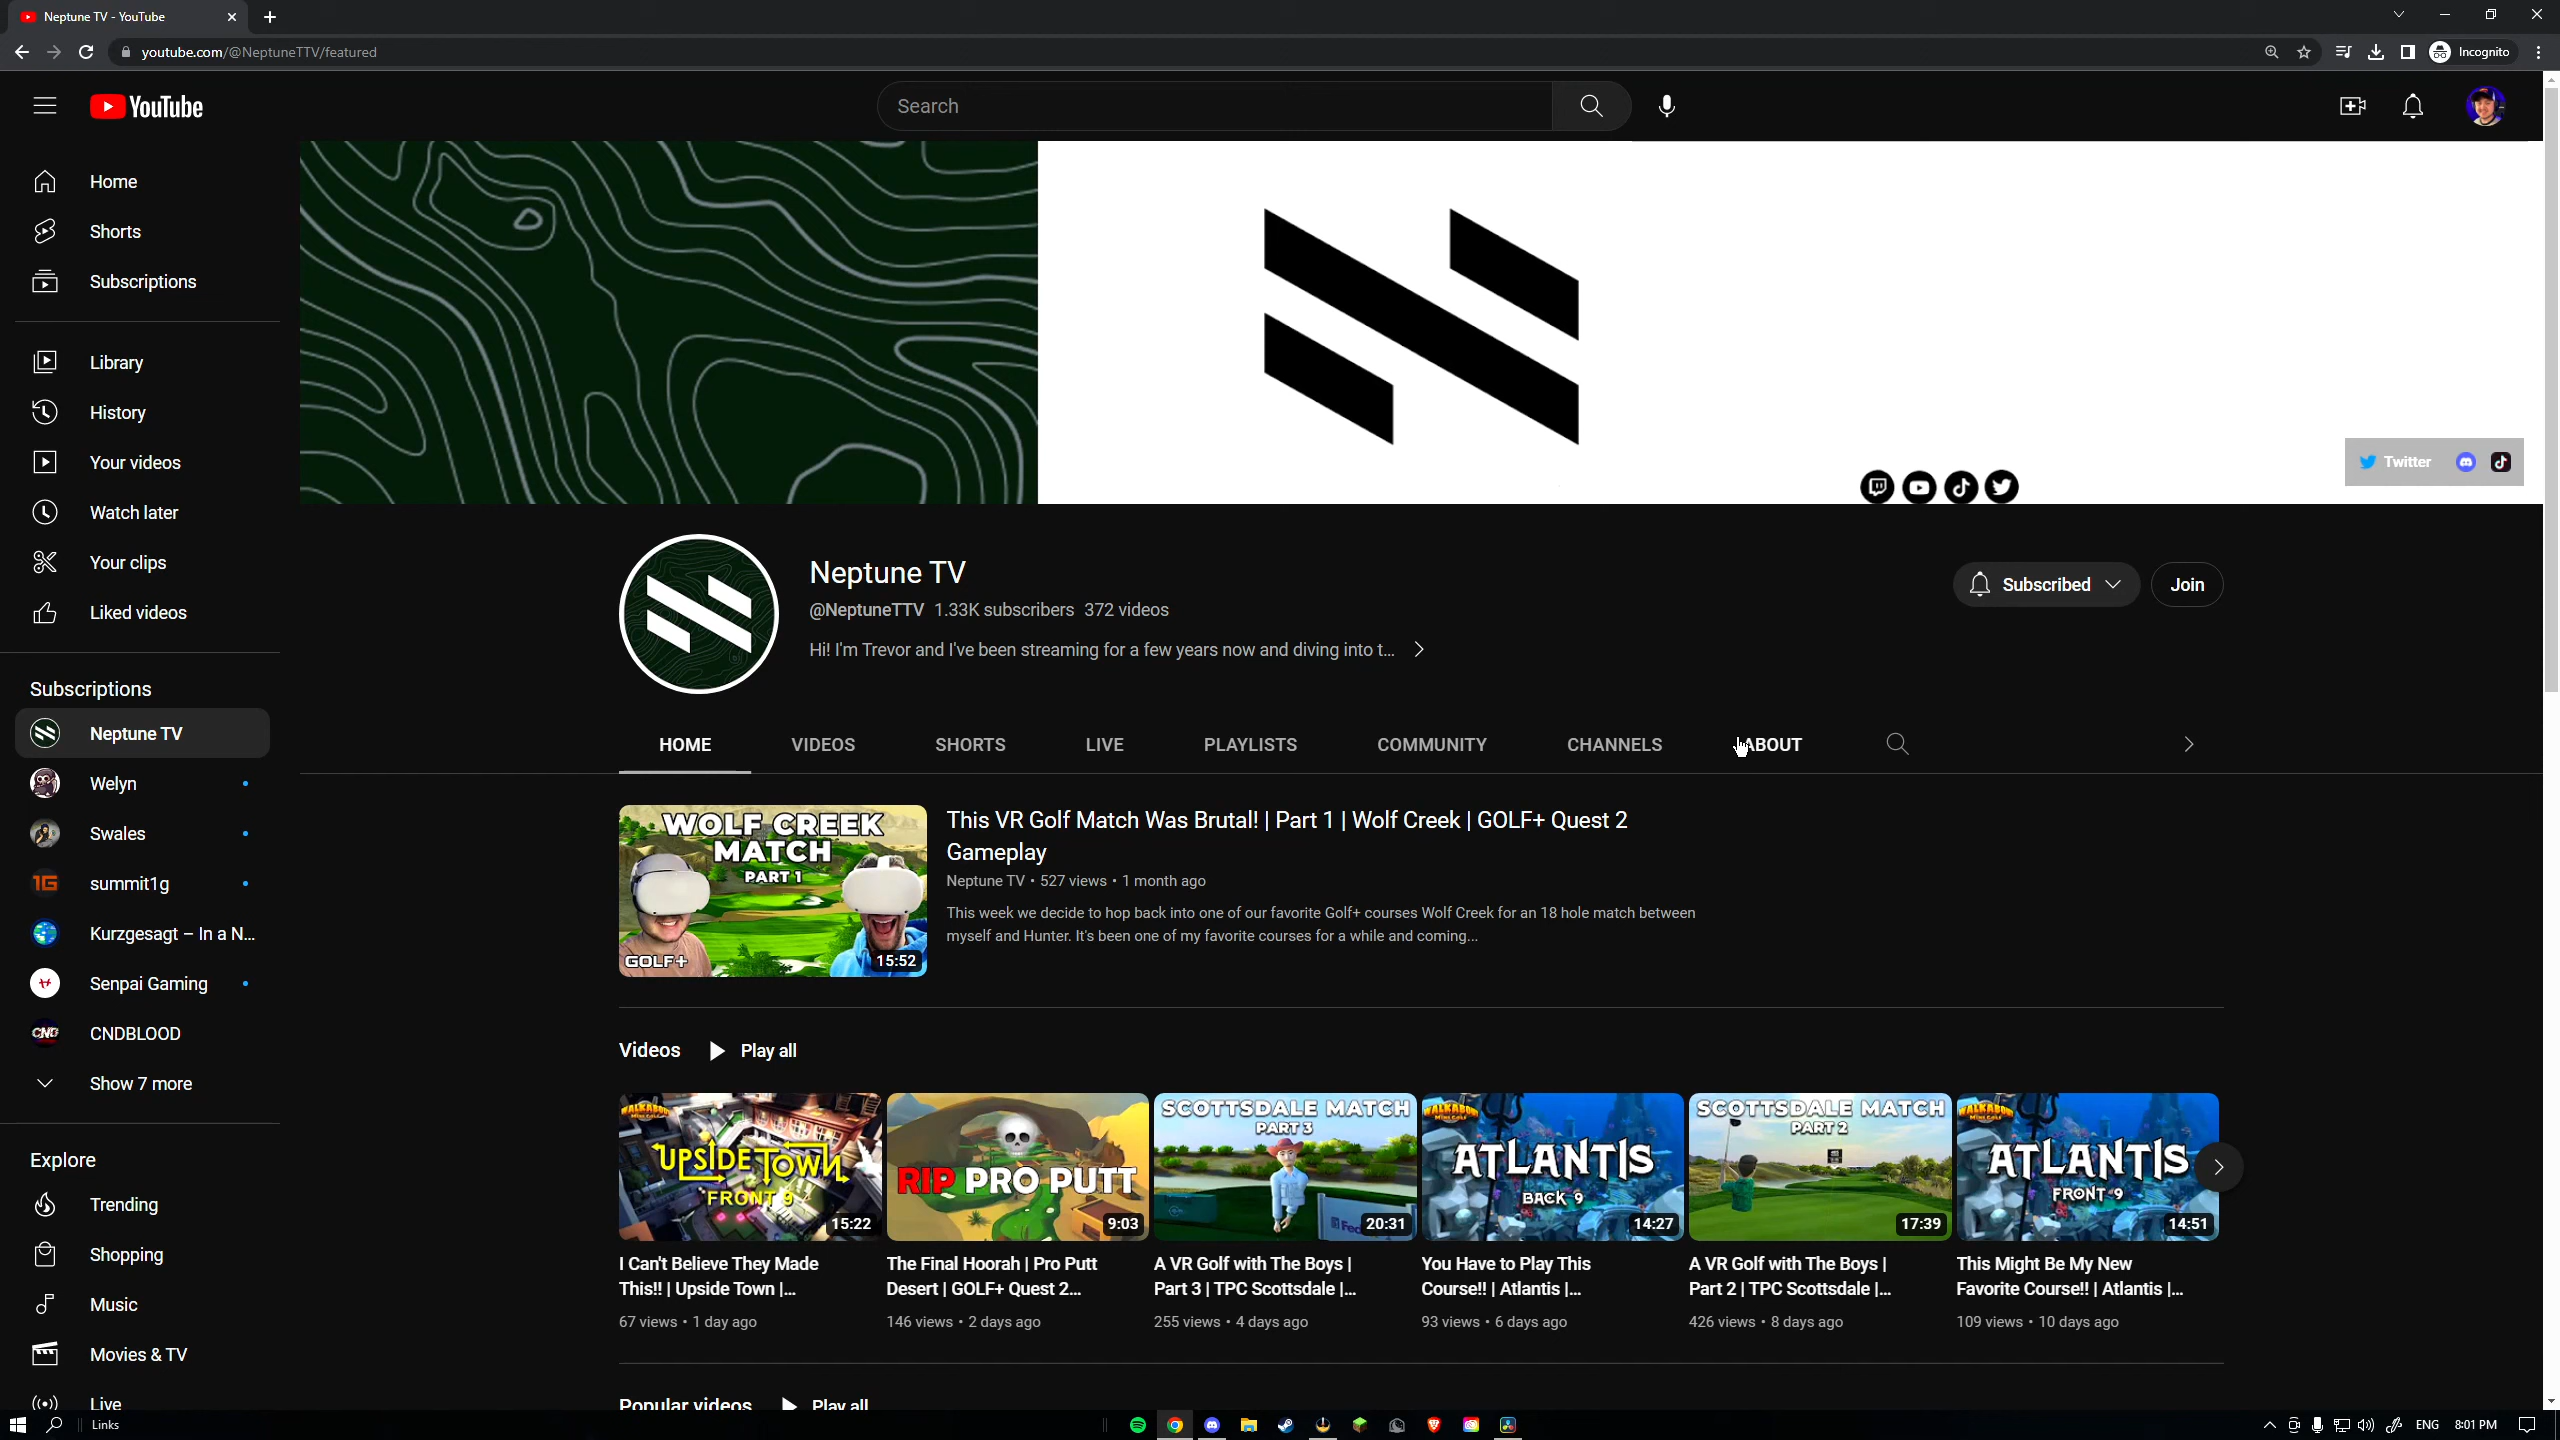 Neptune TV - YouTube
youtube.com/@NeptuneTTV/featured
Incognito
YouTube
Search
Home
Shorts
Subscriptions
Library
History
Your videos
Watch later
Your clips
Liked videos
Subscriptions
Neptune TV
Welyn
Swales
1G
summit1g
Kurzgesagt – In a N...
Senpai Gaming
CND
CNDBLOOD
Show 7 more
Explore
Trending
Shopping
Music
Movies & TV
Live
Twitter
Neptune TV
@NeptuneTTV 1.33K subscribers 372 videos
Hi! I'm Trevor and I've been streaming for a few years now and diving into t...
Subscribed
Join
HOME VIDEOS SHORTS LIVE PLAYLISTS COMMUNITY CHANNELS ABOUT
WOLF CREEK
MATCH
PART 1
GOLF+
15:52
This VR Golf Match Was Brutal! | Part 1 | Wolf Creek | GOLF+ Quest 2
Gameplay
Neptune TV • 527 views • 1 month ago
This week we decide to hop back into one of our favorite Golf+ courses Wolf Creek for an 18 hole match between
myself and Hunter. It's been one of my favorite courses for a while and coming...
Videos Play all
UPSIDE TOWN
FRONT 9
15:22
I Can't Believe They Made
This!! | Upside Town |...
67 views • 1 day ago
RIP PRO PUTT
9:03
The Final Hoorah | Pro Putt
Desert | GOLF+ Quest 2...
146 views • 2 days ago
SCOTTSDALE MATCH
PART 3
20:31
A VR Golf with The Boys |
Part 3 | TPC Scottsdale |...
255 views • 4 days ago
WALKABOUT
ATLANTIS
BACK 9
14:27
You Have to Play This
Course!! | Atlantis |...
93 views • 6 days ago
SCOTTSDALE MATCH
PART 2
17:39
A VR Golf with The Boys |
Part 2 | TPC Scottsdale |...
426 views • 8 days ago
WALKABOUT
ATLANTIS
FRONT 9
14:51
This Might Be My New
Favorite Course!! | Atlantis |...
109 views • 10 days ago
Popular videos Play all
Links
ENG
8:01 PM